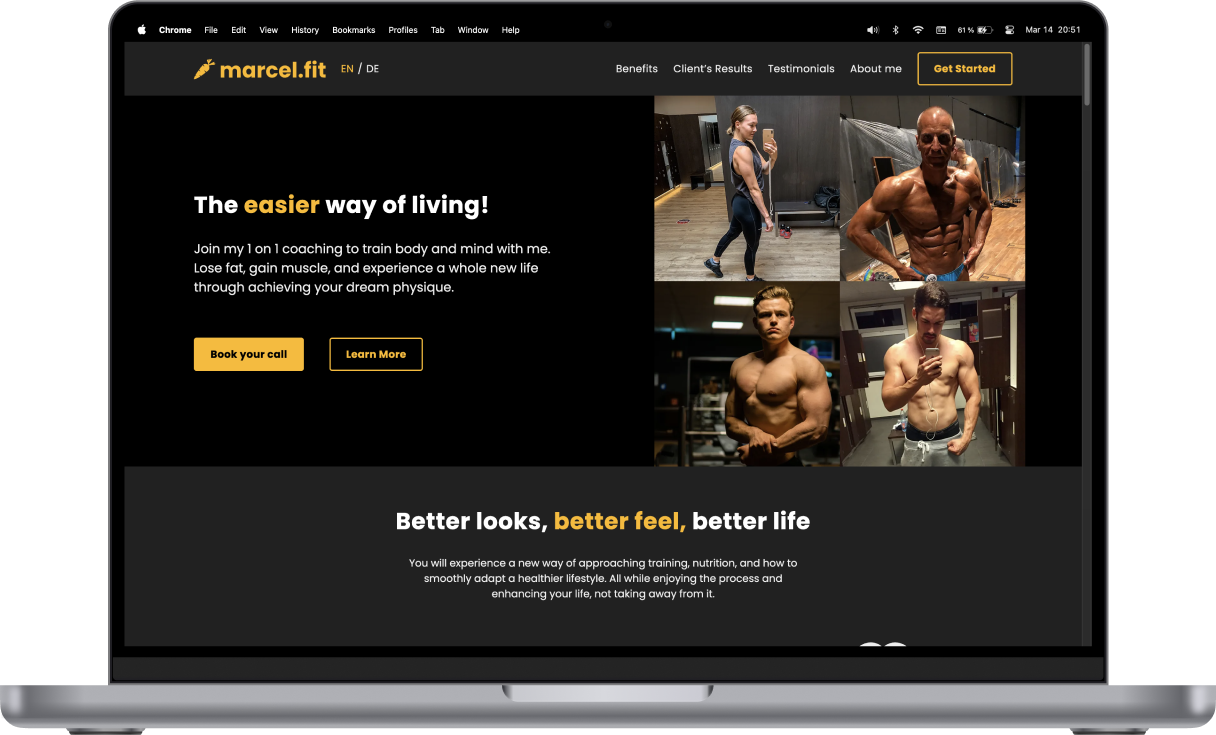 Chrome File Edit View History Bookmarks Profiles Tab Window Help 61 % Mar 14 20:51
marcel.fit EN / DE Benefits Client's Results Testimonials About me Get Started
The easier way of living!
Join my 1 on 1 coaching to train body and mind with me.
Lose fat, gain muscle, and experience a whole new life
through achieving your dream physique.
Book your call Learn More
Better looks, better feel, better life
You will experience a new way of approaching training, nutrition, and how to
smoothly adapt a healthier lifestyle. All while enjoying the process and
enhancing your life, not taking away from it.